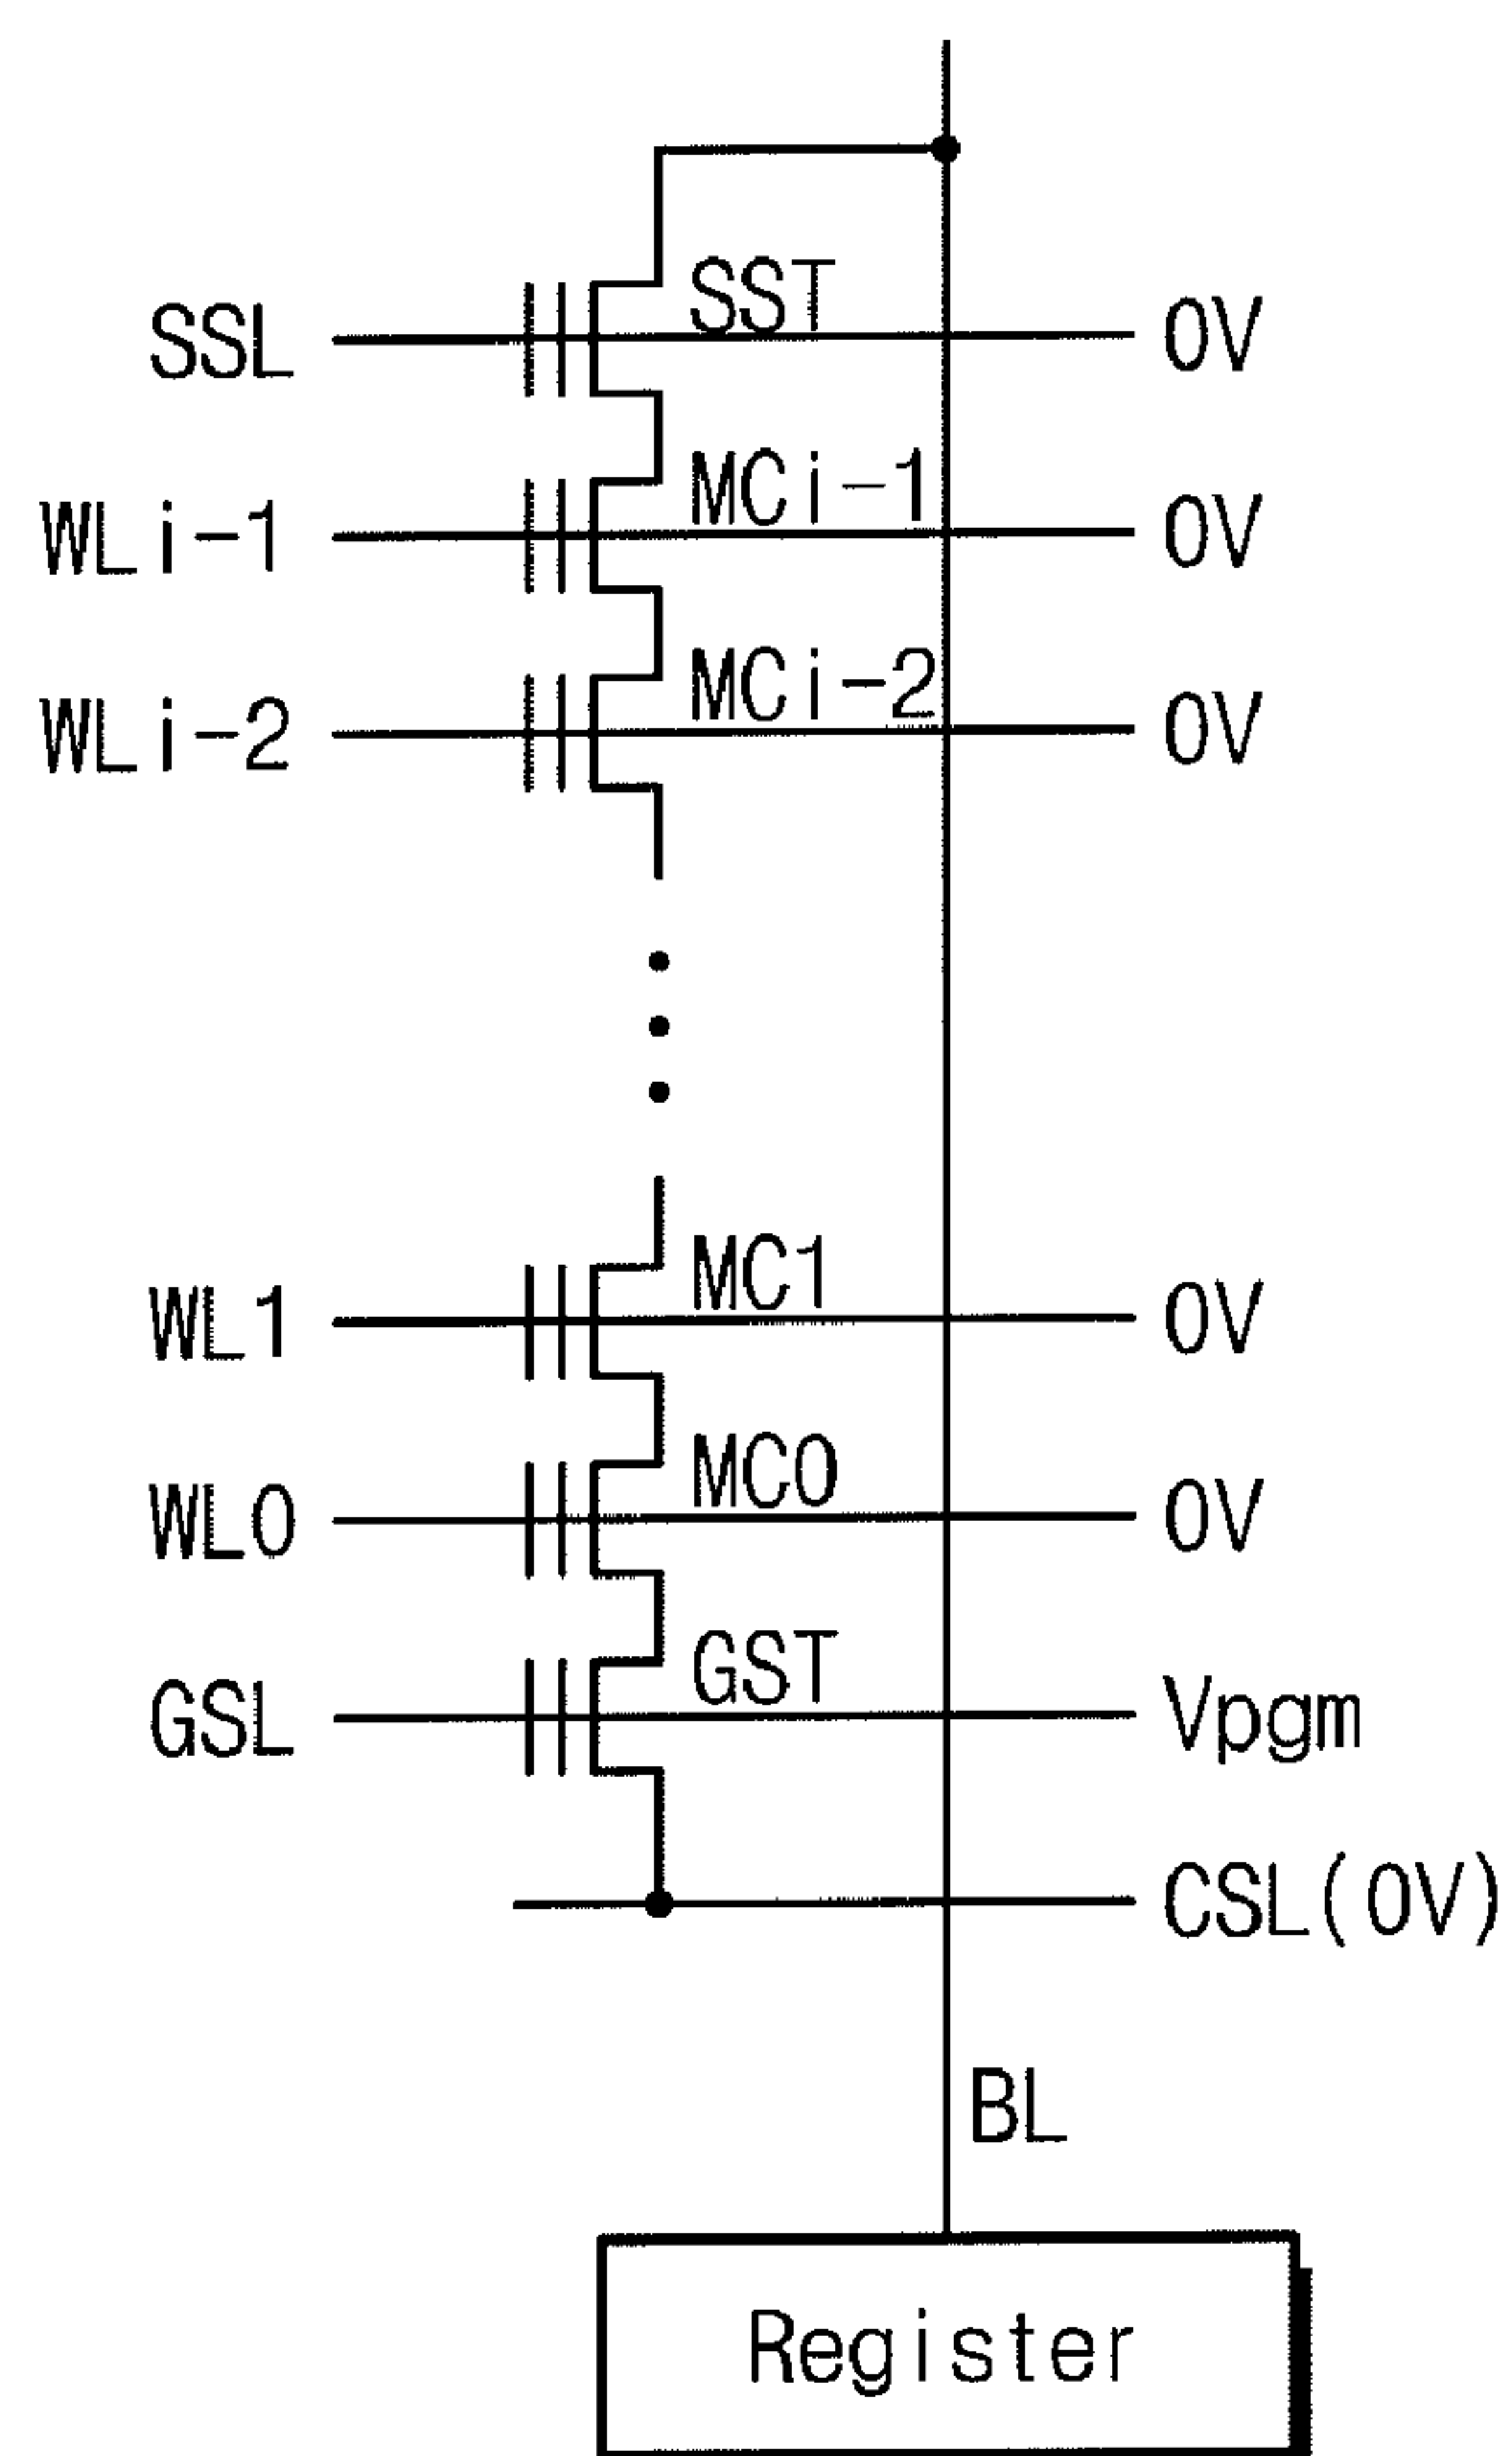 SST
SSL 0V
MCi-1
WLi-1 0V
MCi-2
WLi-2 0V
MC1
WL1 0V
MC0
WL0 0V
GST
GSL Vpgm
CSL(0V)
BL
Register